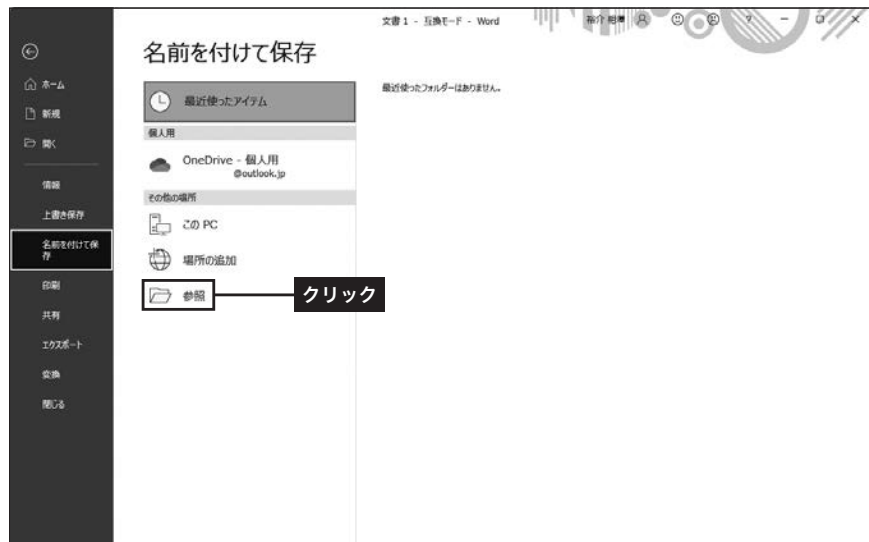 文書 1 - 互換モード - Word
?
名前を付けて保存
ホーム
新規
開く
情報
上書き保存
名前を付けて保
存
印刷
共有
エクスポート
変換
閉じる
最近使ったアイテム
個人用
OneDrive - 個人用
@outlook.jp
その他の場所
この PC
場所の追加
参照
クリック
最近使ったフォルダーはありません。